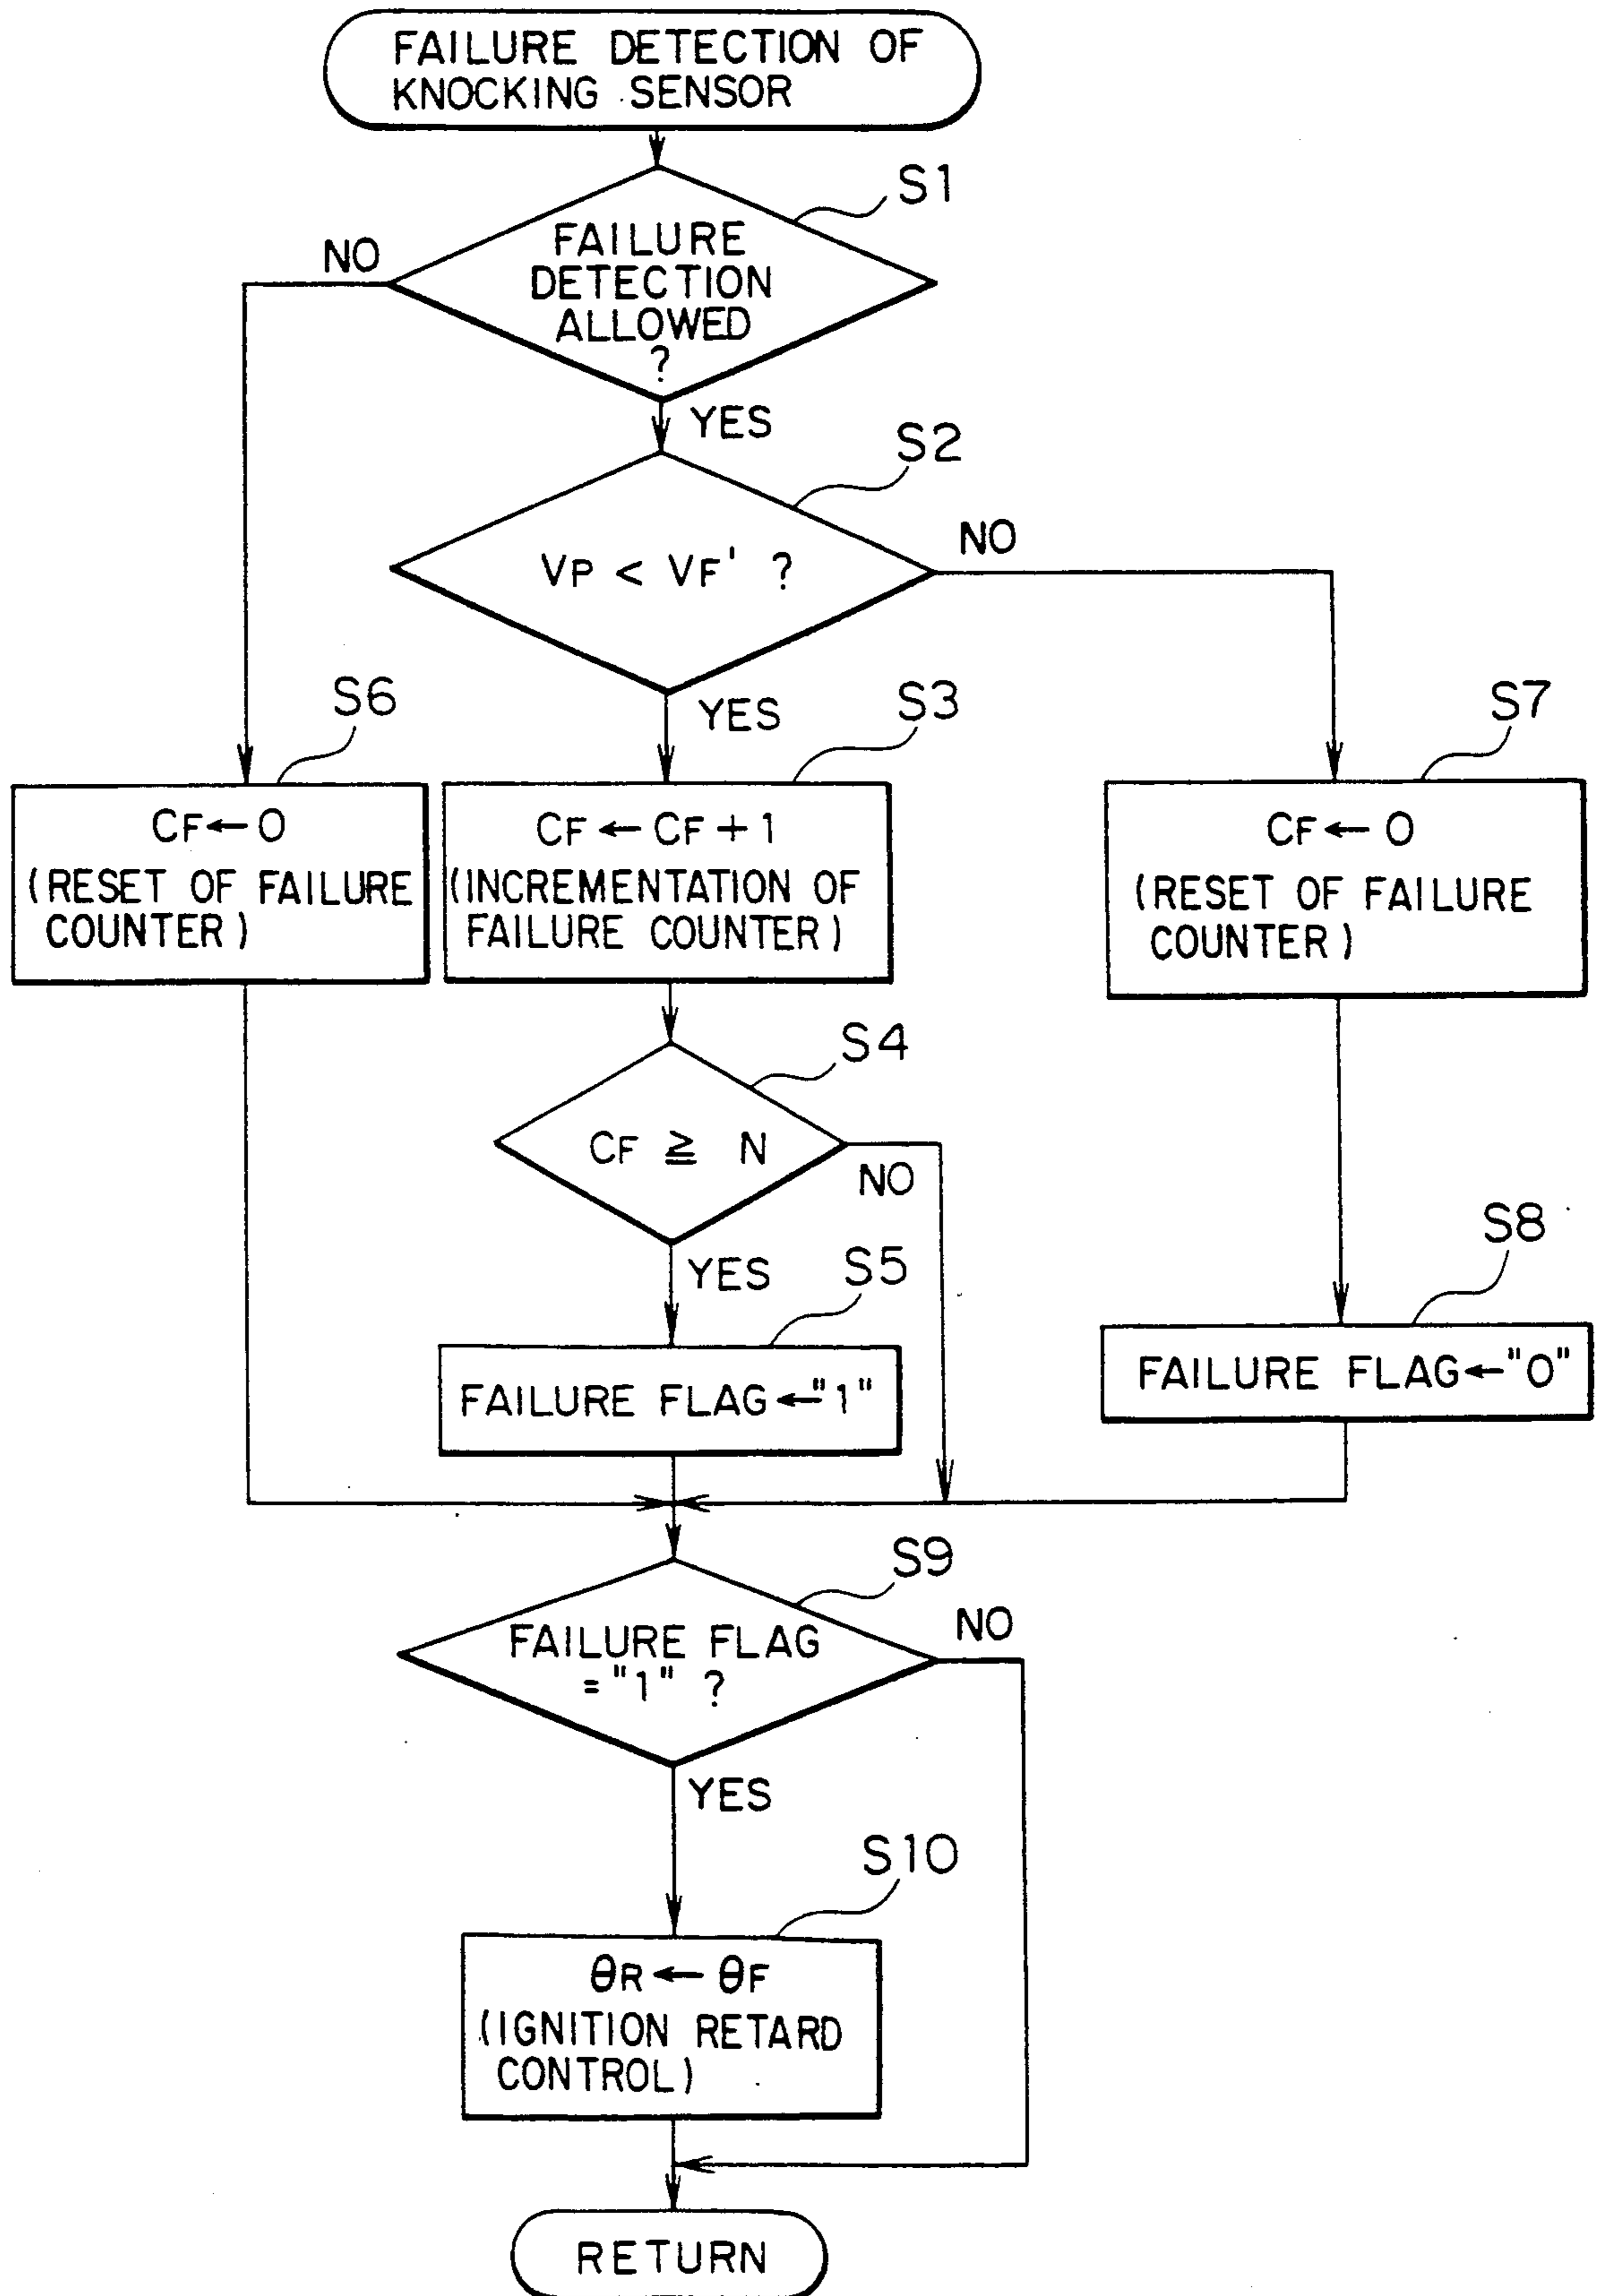 FAILURE DETECTION OF
KNOCKING SENSOR
S1
FAILURE
DETECTION
ALLOWED
?
NO
YES
S2
VP < VF' ?
NO
YES
S6
CF←0
(RESET OF FAILURE
COUNTER)
S3
CF←CF+1
(INCREMENTATION OF
FAILURE COUNTER)
S7
CF←0
(RESET OF FAILURE
COUNTER)
S4
CF ≧ N
NO
YES
S5
FAILURE FLAG←"1"
S8
FAILURE FLAG←"0"
S9
FAILURE FLAG
="1" ?
NO
YES
S10
θR←θF
(IGNITION RETARD
CONTROL)
RETURN